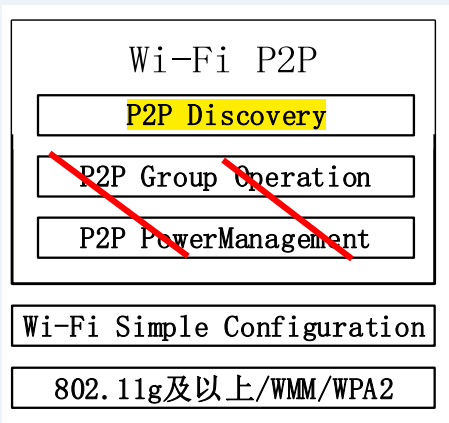 Wi-Fi P2P
P2P Discovery
P2P Group Operation
P2P PowerManagement
Wi-Fi Simple Configuration
802.11g及以上/WMM/WPA2